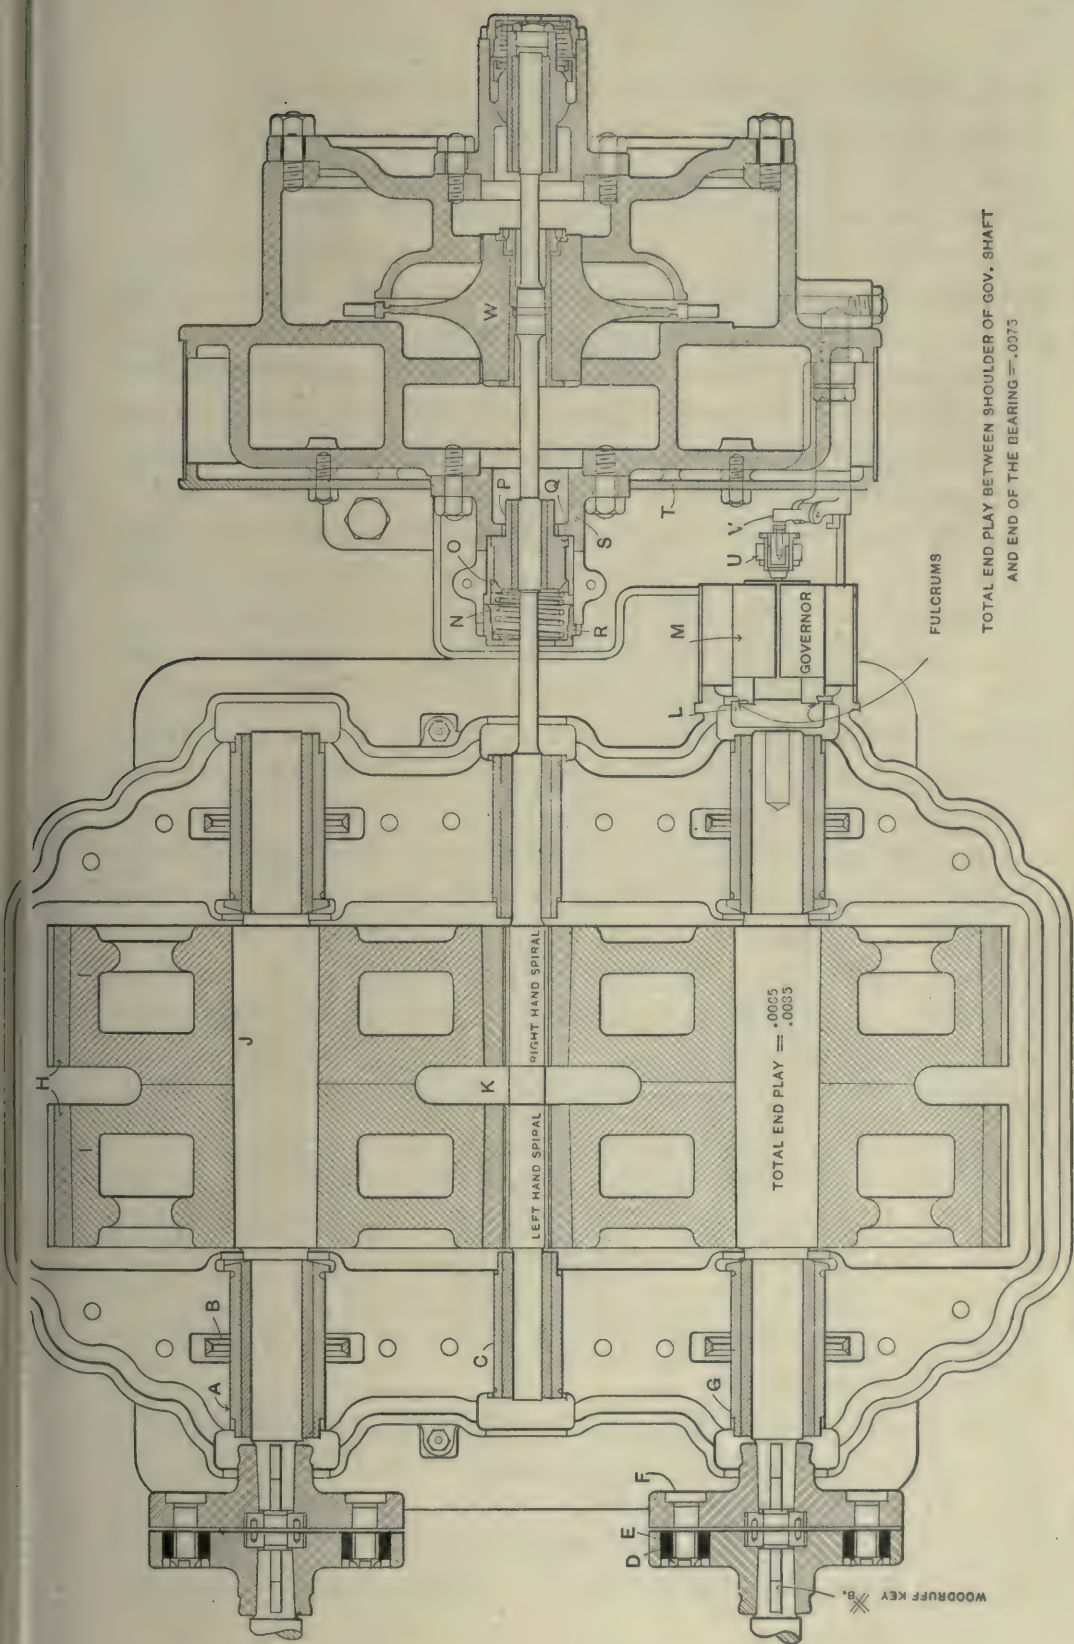 H
I
I
J
K
LEFT HAND SPIRAL
RIGHT HAND SPIRAL
TOTAL END PLAY = .0085
.0035
A
B
C
G
F
E
D
WOODRUFF KEY
L
M
GOVERNOR
N
O
P
Q
R
S
T
U
V
W
FULCRUMS
TOTAL END PLAY BETWEEN SHOULDER OF GOV. SHAFT
AND END OF THE BEARING = .0075